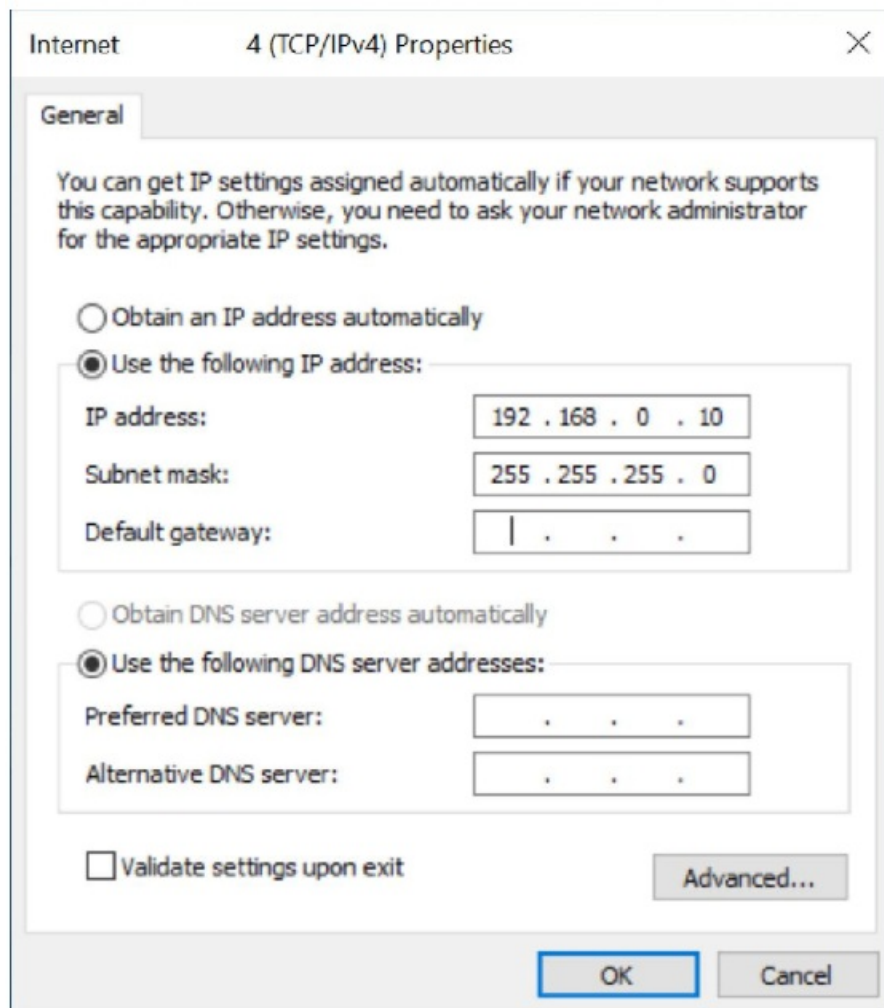 Internet 4 (TCP/IPv4) Properties
General
You can get IP settings assigned automatically if your network supports
this capability. Otherwise, you need to ask your network administrator
for the appropriate IP settings.
Obtain an IP address automatically
Use the following IP address:
IP address: 192 . 168 . 0 . 10
Subnet mask: 255 . 255 . 255 . 0
Default gateway: . . .
Obtain DNS server address automatically
Use the following DNS server addresses:
Preferred DNS server: . . .
Alternative DNS server: . . .
Validate settings upon exit
Advanced...
OK Cancel